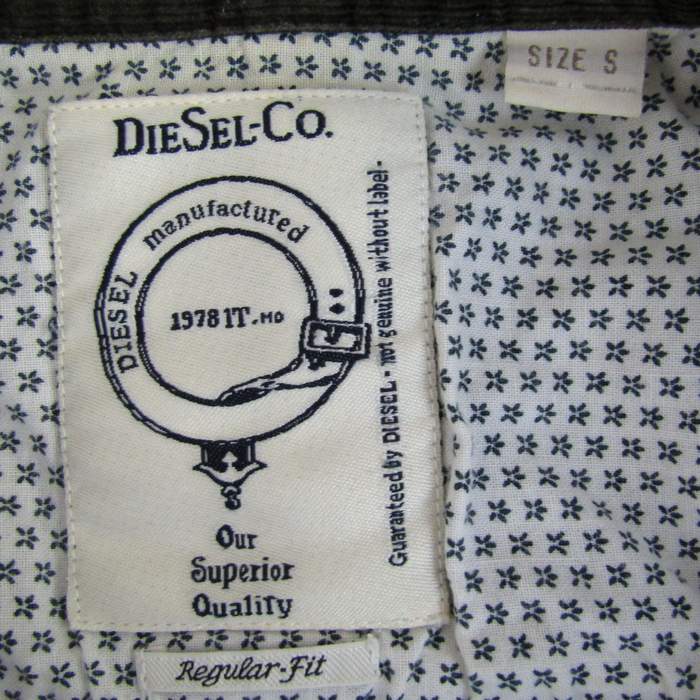 SIZE S
DIESEL-CO.
DIESEL manufactured
1978 IT.MO
Our
Superior
Quality
Guaranteed by DIESEL - not genuine without label -
Regular-Fit